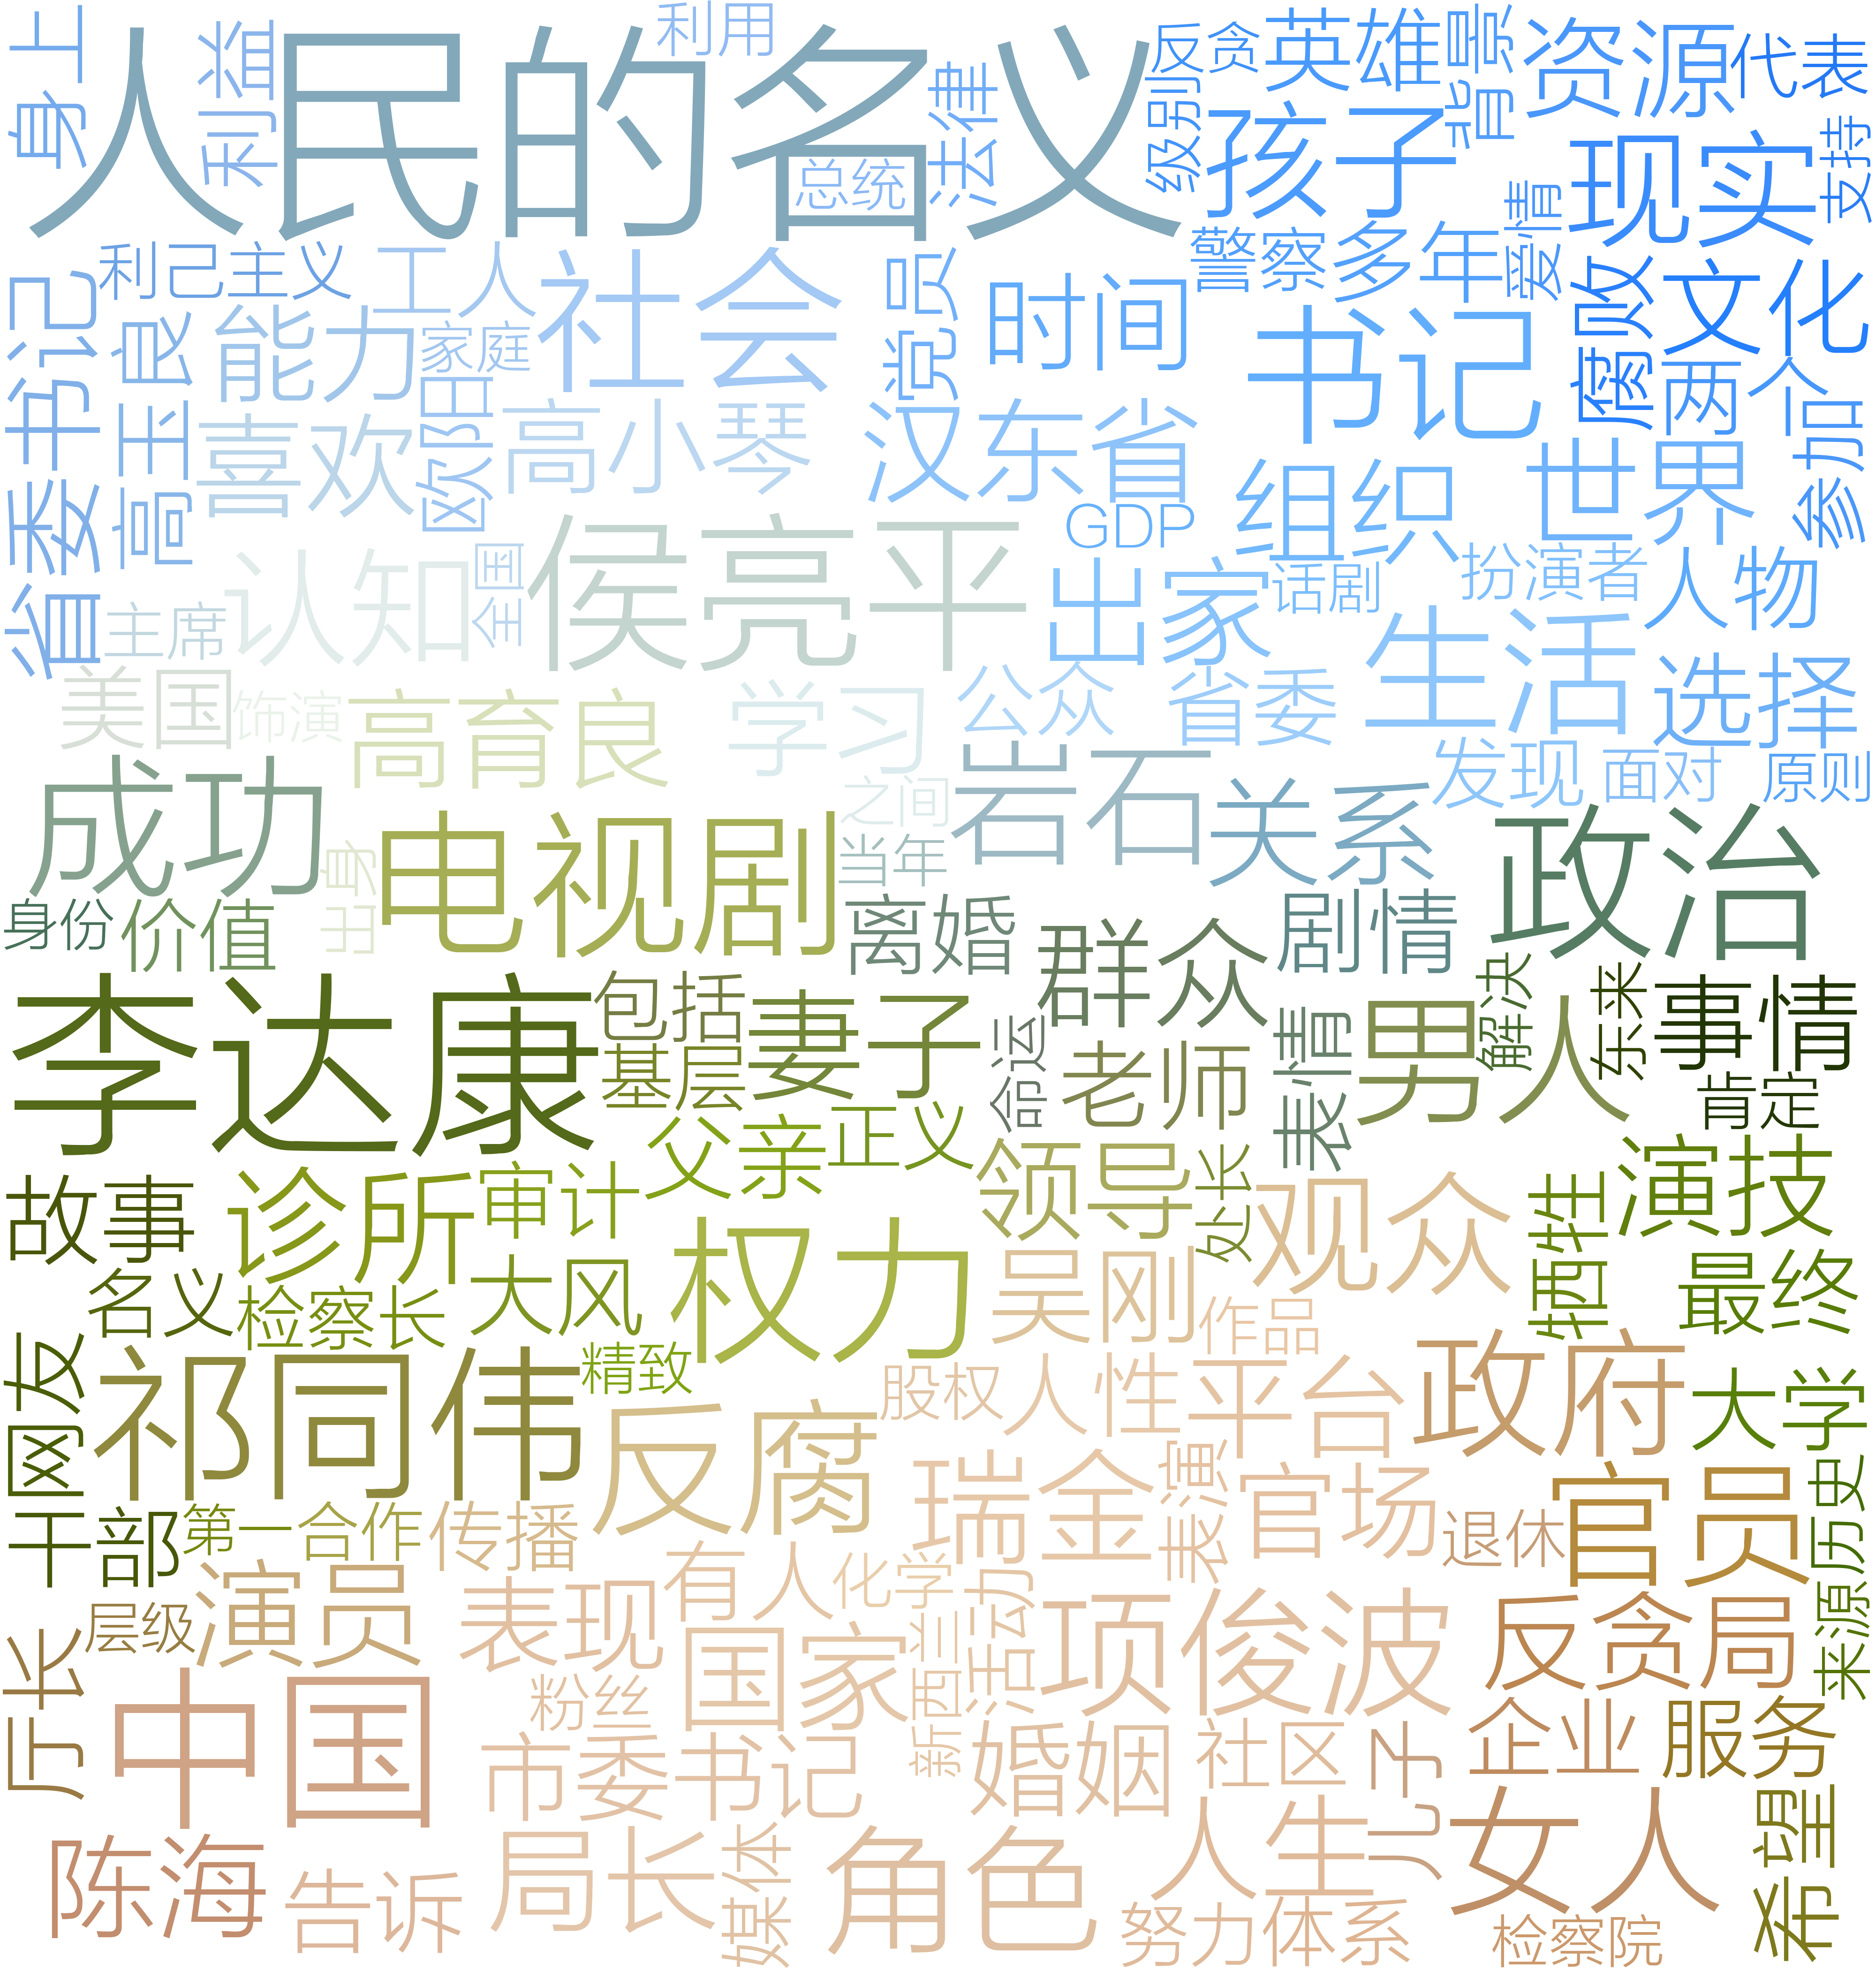 人民的名义
身上
利益
利用
法律
总统
反贪
英雄
背景
资源
代表
级别
孩子
现实
支持
警察
多年
爱情
利己主义
工人
社会
党员
时间
书记
腐败
文化
省委书记
高玉良
能力
家庭
两个
参加
喜欢
欧阳
高小琴
汉东省
GDP
组织
世界
认知
全国
侯亮平
出家
话剧
扮演者
人物
主席
美国
饰演
高育良
学习
公众
省委
生活
选择
成功
之间
岩石
关系
发现
面对
原则
于是
电视剧
当年
政治
身份
价值
离婚
群众
剧情
李达康
包括
妻子
命运
老师
表情
男人
解决
东来
事情
基层
肯定
父亲
正义
故事
诊所
审计
领导
处长
观众
牺牲
演技
名义
检察长
大风
权力
吴刚
作品
最终
网友
祁同伟
精致
股权
人性
平台
政府
大学
反腐
干部
第一
合作
传播
瑞金
表演
官场
退休
官员
历史
层级
演员
表现
有人
化学
活动
项俊波
反贪局
来源
厅长
中国
粉丝
国家
新西兰
市委书记
婚姻
社区
儿子
企业
服务
陈海
告诉
局长
媒体
角色
人生
女人
希望
努力
体系
检察院